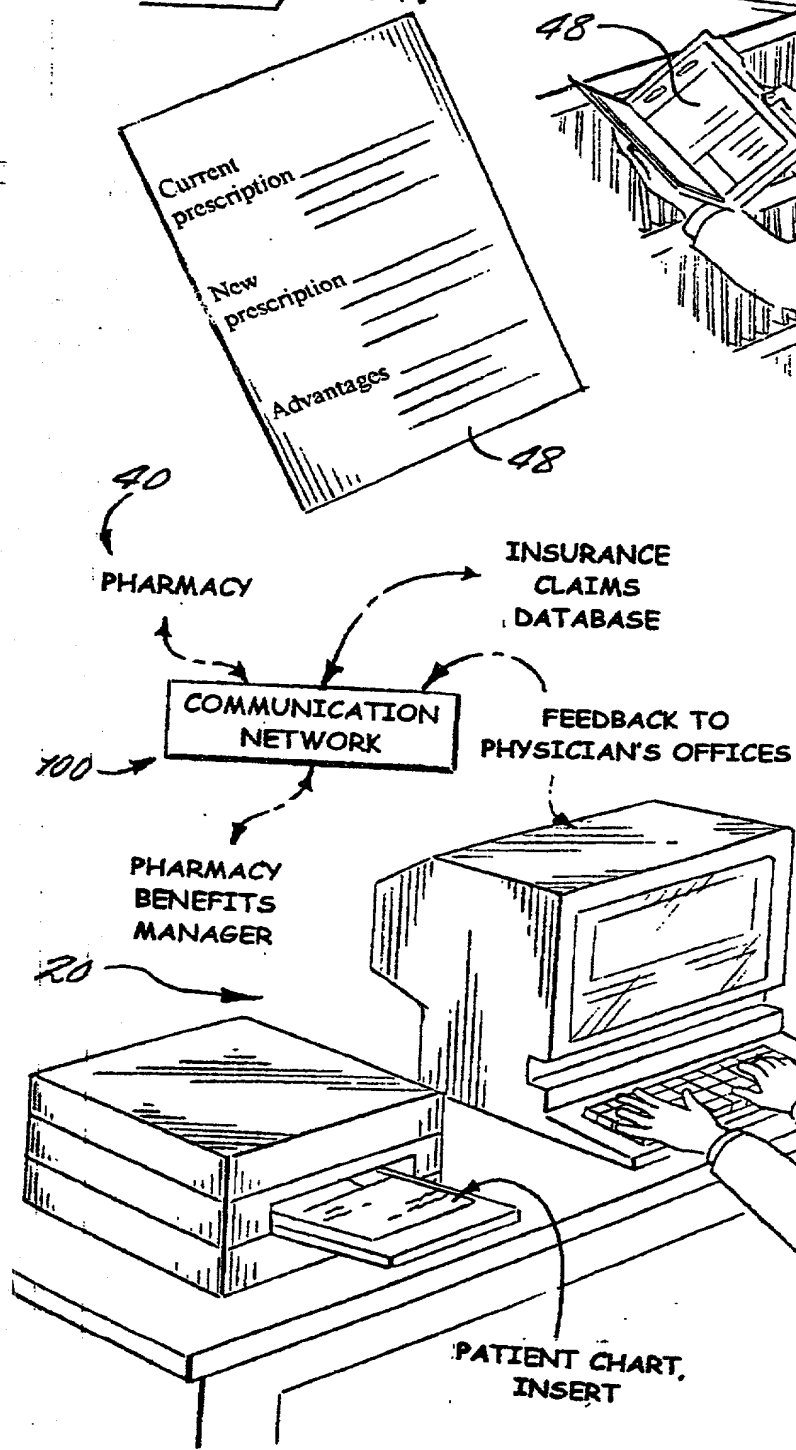 48
Current
prescription
New
prescription
Advantages
48
40
PHARMACY
INSURANCE
CLAIMS
DATABASE
COMMUNICATION
NETWORK
100
FEEDBACK TO
PHYSICIAN'S OFFICES
PHARMACY
BENEFITS
MANAGER
20
PATIENT CHART,
INSERT